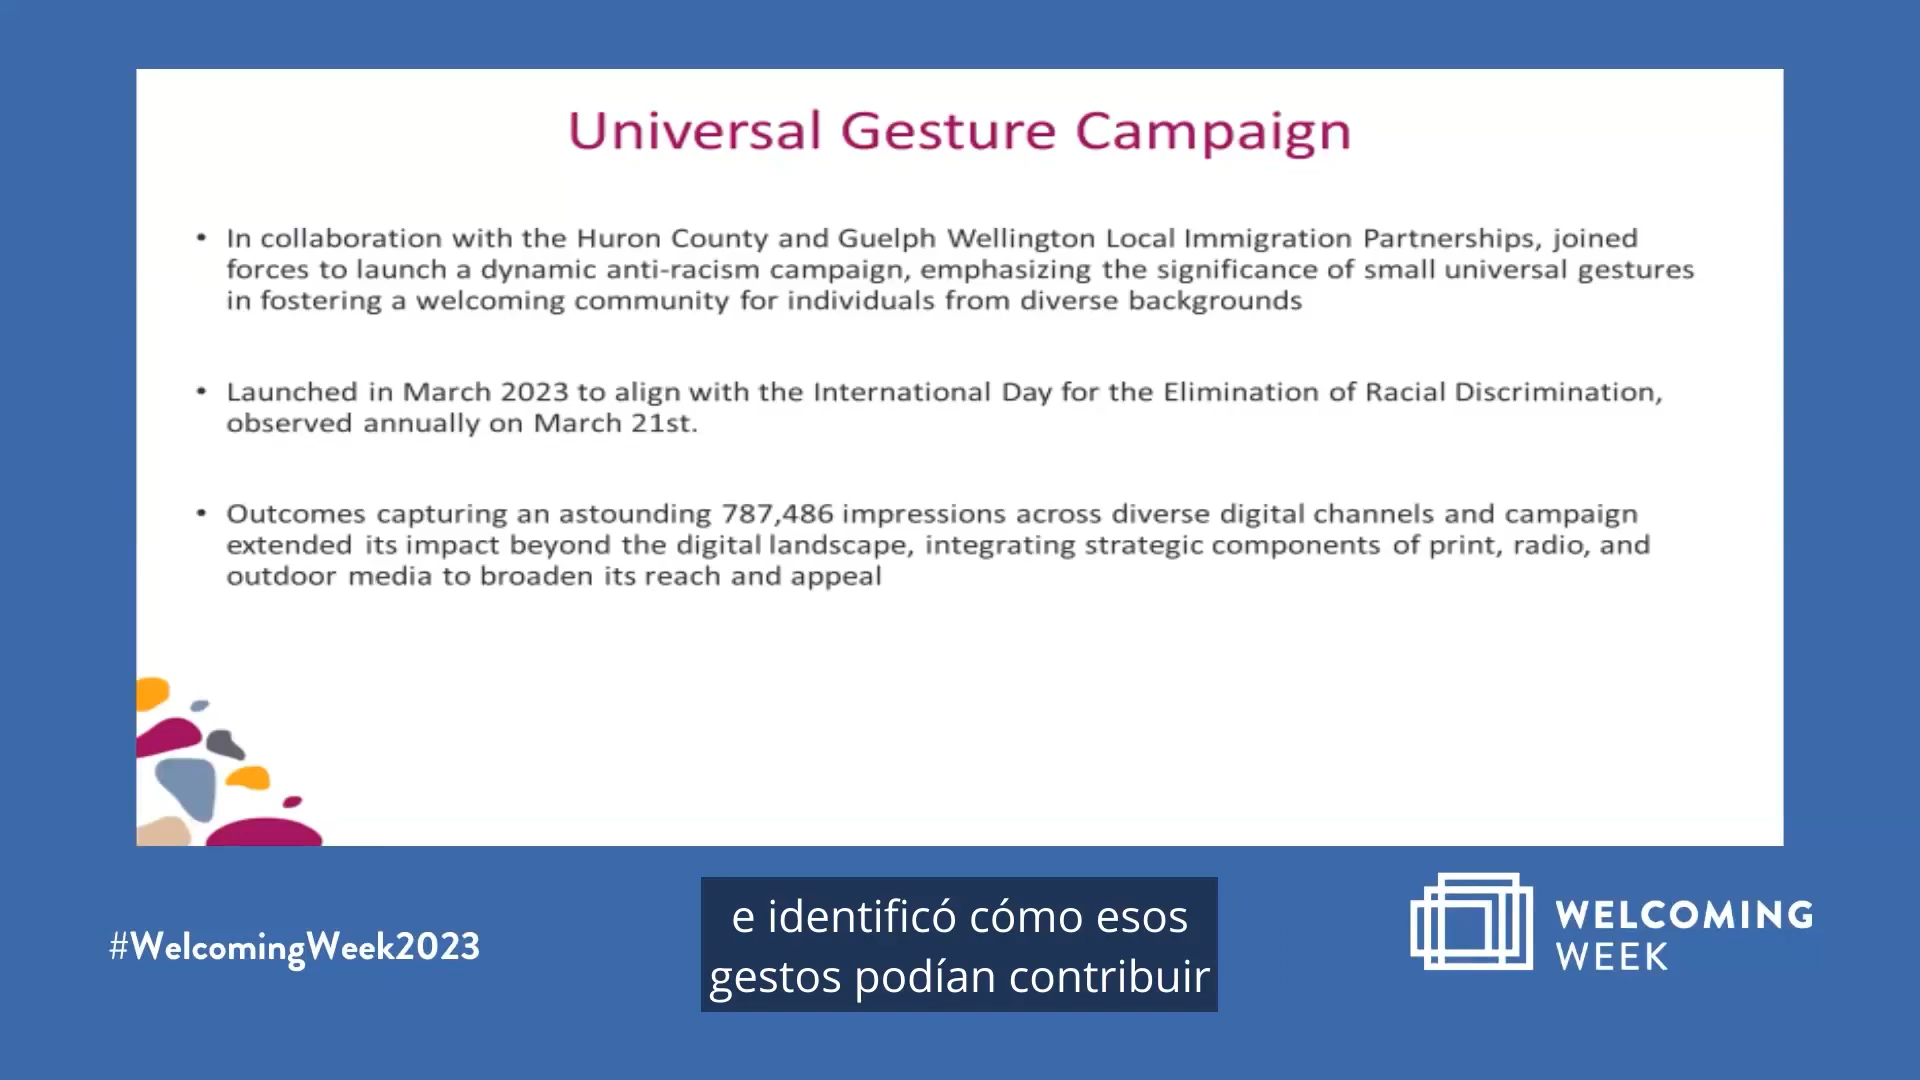 Universal Gesture Campaign
• In collaboration with the Huron County and Guelph Wellington Local Immigration Partnerships, joined
forces to launch a dynamic anti-racism campaign, emphasizing the significance of small universal gestures
in fostering a welcoming community for individuals from diverse backgrounds
• Launched in March 2023 to align with the International Day for the Elimination of Racial Discrimination,
observed annually on March 21st.
• Outcomes capturing an astounding 787,486 impressions across diverse digital channels and campaign
extended its impact beyond the digital landscape, integrating strategic components of print, radio, and
outdoor media to broaden its reach and appeal
#WelcomingWeek2023
e identificó cómo esos
gestos podían contribuir
WELCOMING
WEEK